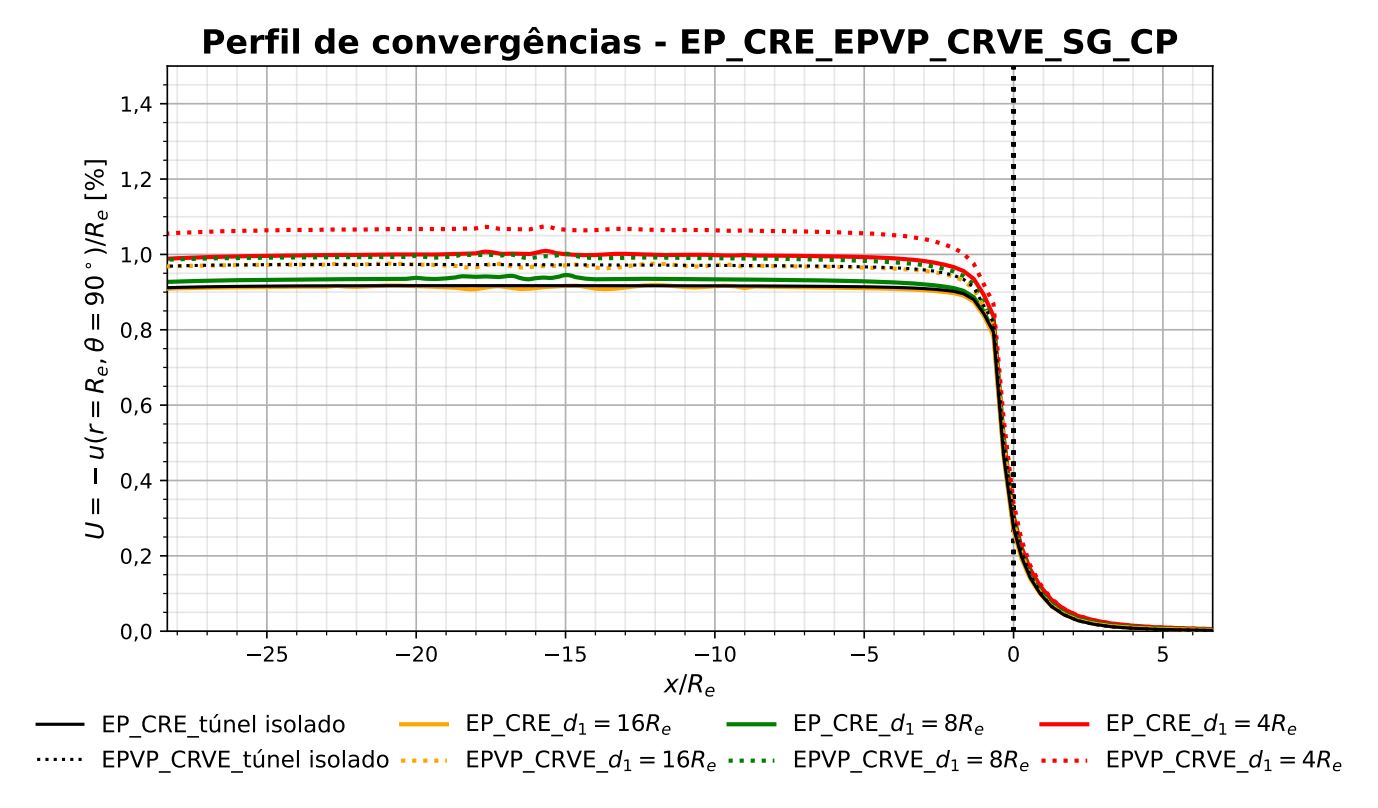 Perfil de convergências - EP_CRE_EPVP_CRVE_SG_CP
U = − u(r = Rₑ, θ = 90°)/Rₑ [%]
1,4
1,2
1,0
0,8
0,6
0,4
0,2
0,0
−25 −20 −15 −10 −5 0 5
x/Rₑ
EP_CRE_túnel isolado EP_CRE_d₁ = 16Rₑ EP_CRE_d₁ = 8Rₑ EP_CRE_d₁ = 4Rₑ
EPVP_CRVE_túnel isolado EPVP_CRVE_d₁ = 16Rₑ EPVP_CRVE_d₁ = 8Rₑ EPVP_CRVE_d₁ = 4Rₑ